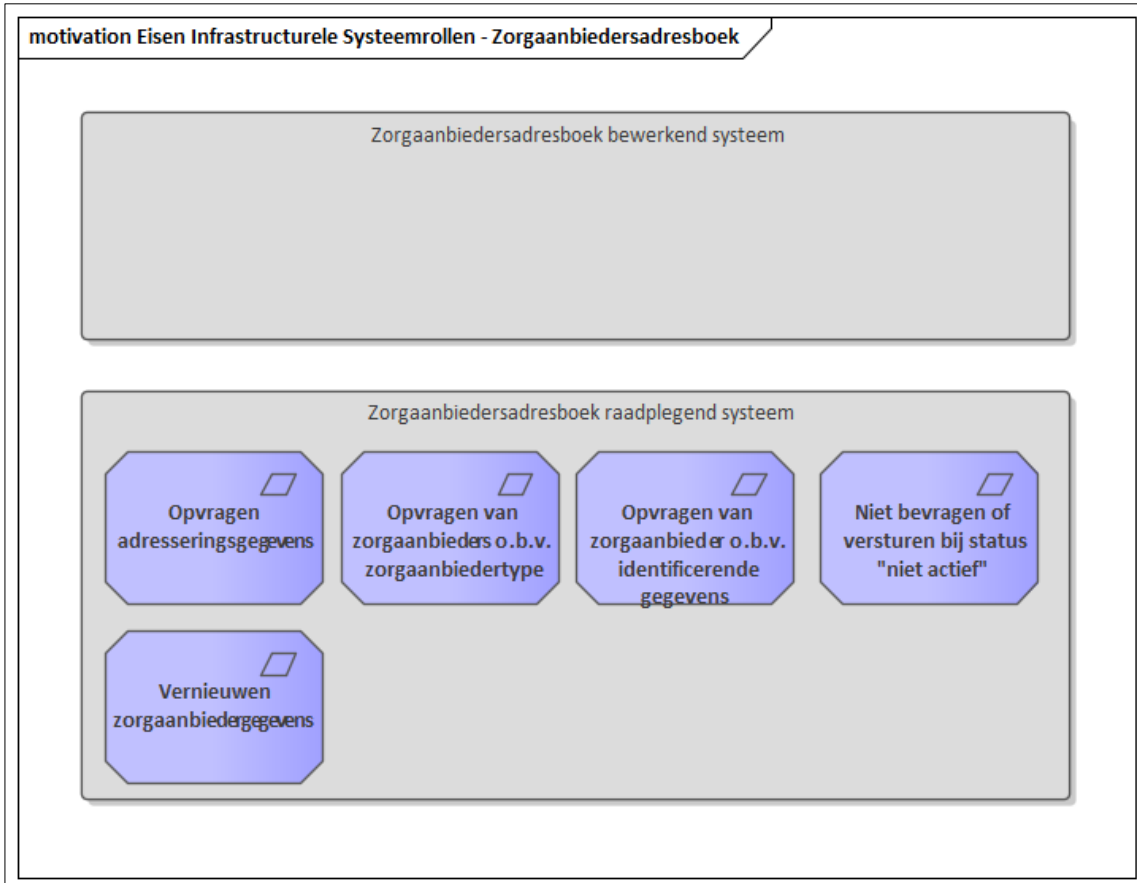 motivation Eisen Infrastructurele Systeemrollen - Zorgaanbiedersadresboek
Zorgaanbiedersadresboek bewerkend systeem
Zorgaanbiedersadresboek raadplegend systeem
Opvragen
adresseringsgegevens
Opvragen van
zorgaanbieders o.b.v.
zorgaanbiedertype
Opvragen van
zorgaanbieder o.b.v.
identificerende
gegevens
Niet bevragen of
versturen bij status
"niet actief"
Vernieuwen
zorgaanbiedergegevens